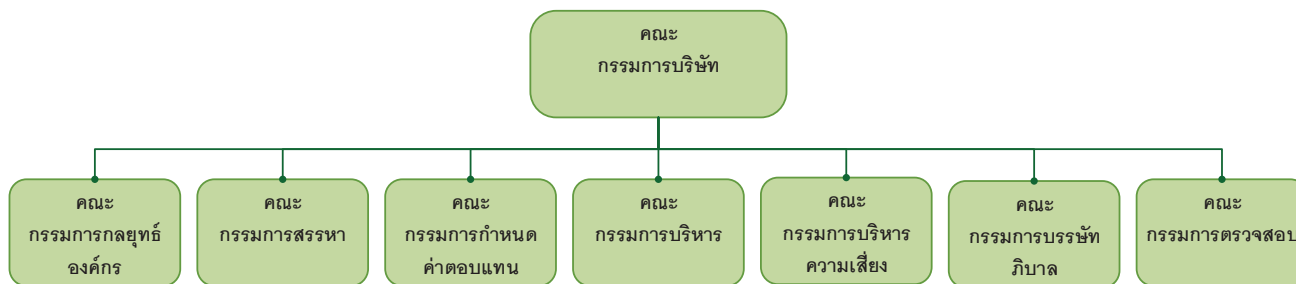 คณะ
กรรมการบริษัท
คณะ
กรรมการกลยุทธ์
องค์กร
คณะ
กรรมการสรรหา
คณะ
กรรมการกำหนด
ค่าตอบแทน
คณะ
กรรมการบริหาร
คณะ
กรรมการบริหาร
ความเสี่ยง
คณะ
กรรมการบรรษัท
ภิบาล
คณะ
กรรมการตรวจสอบ